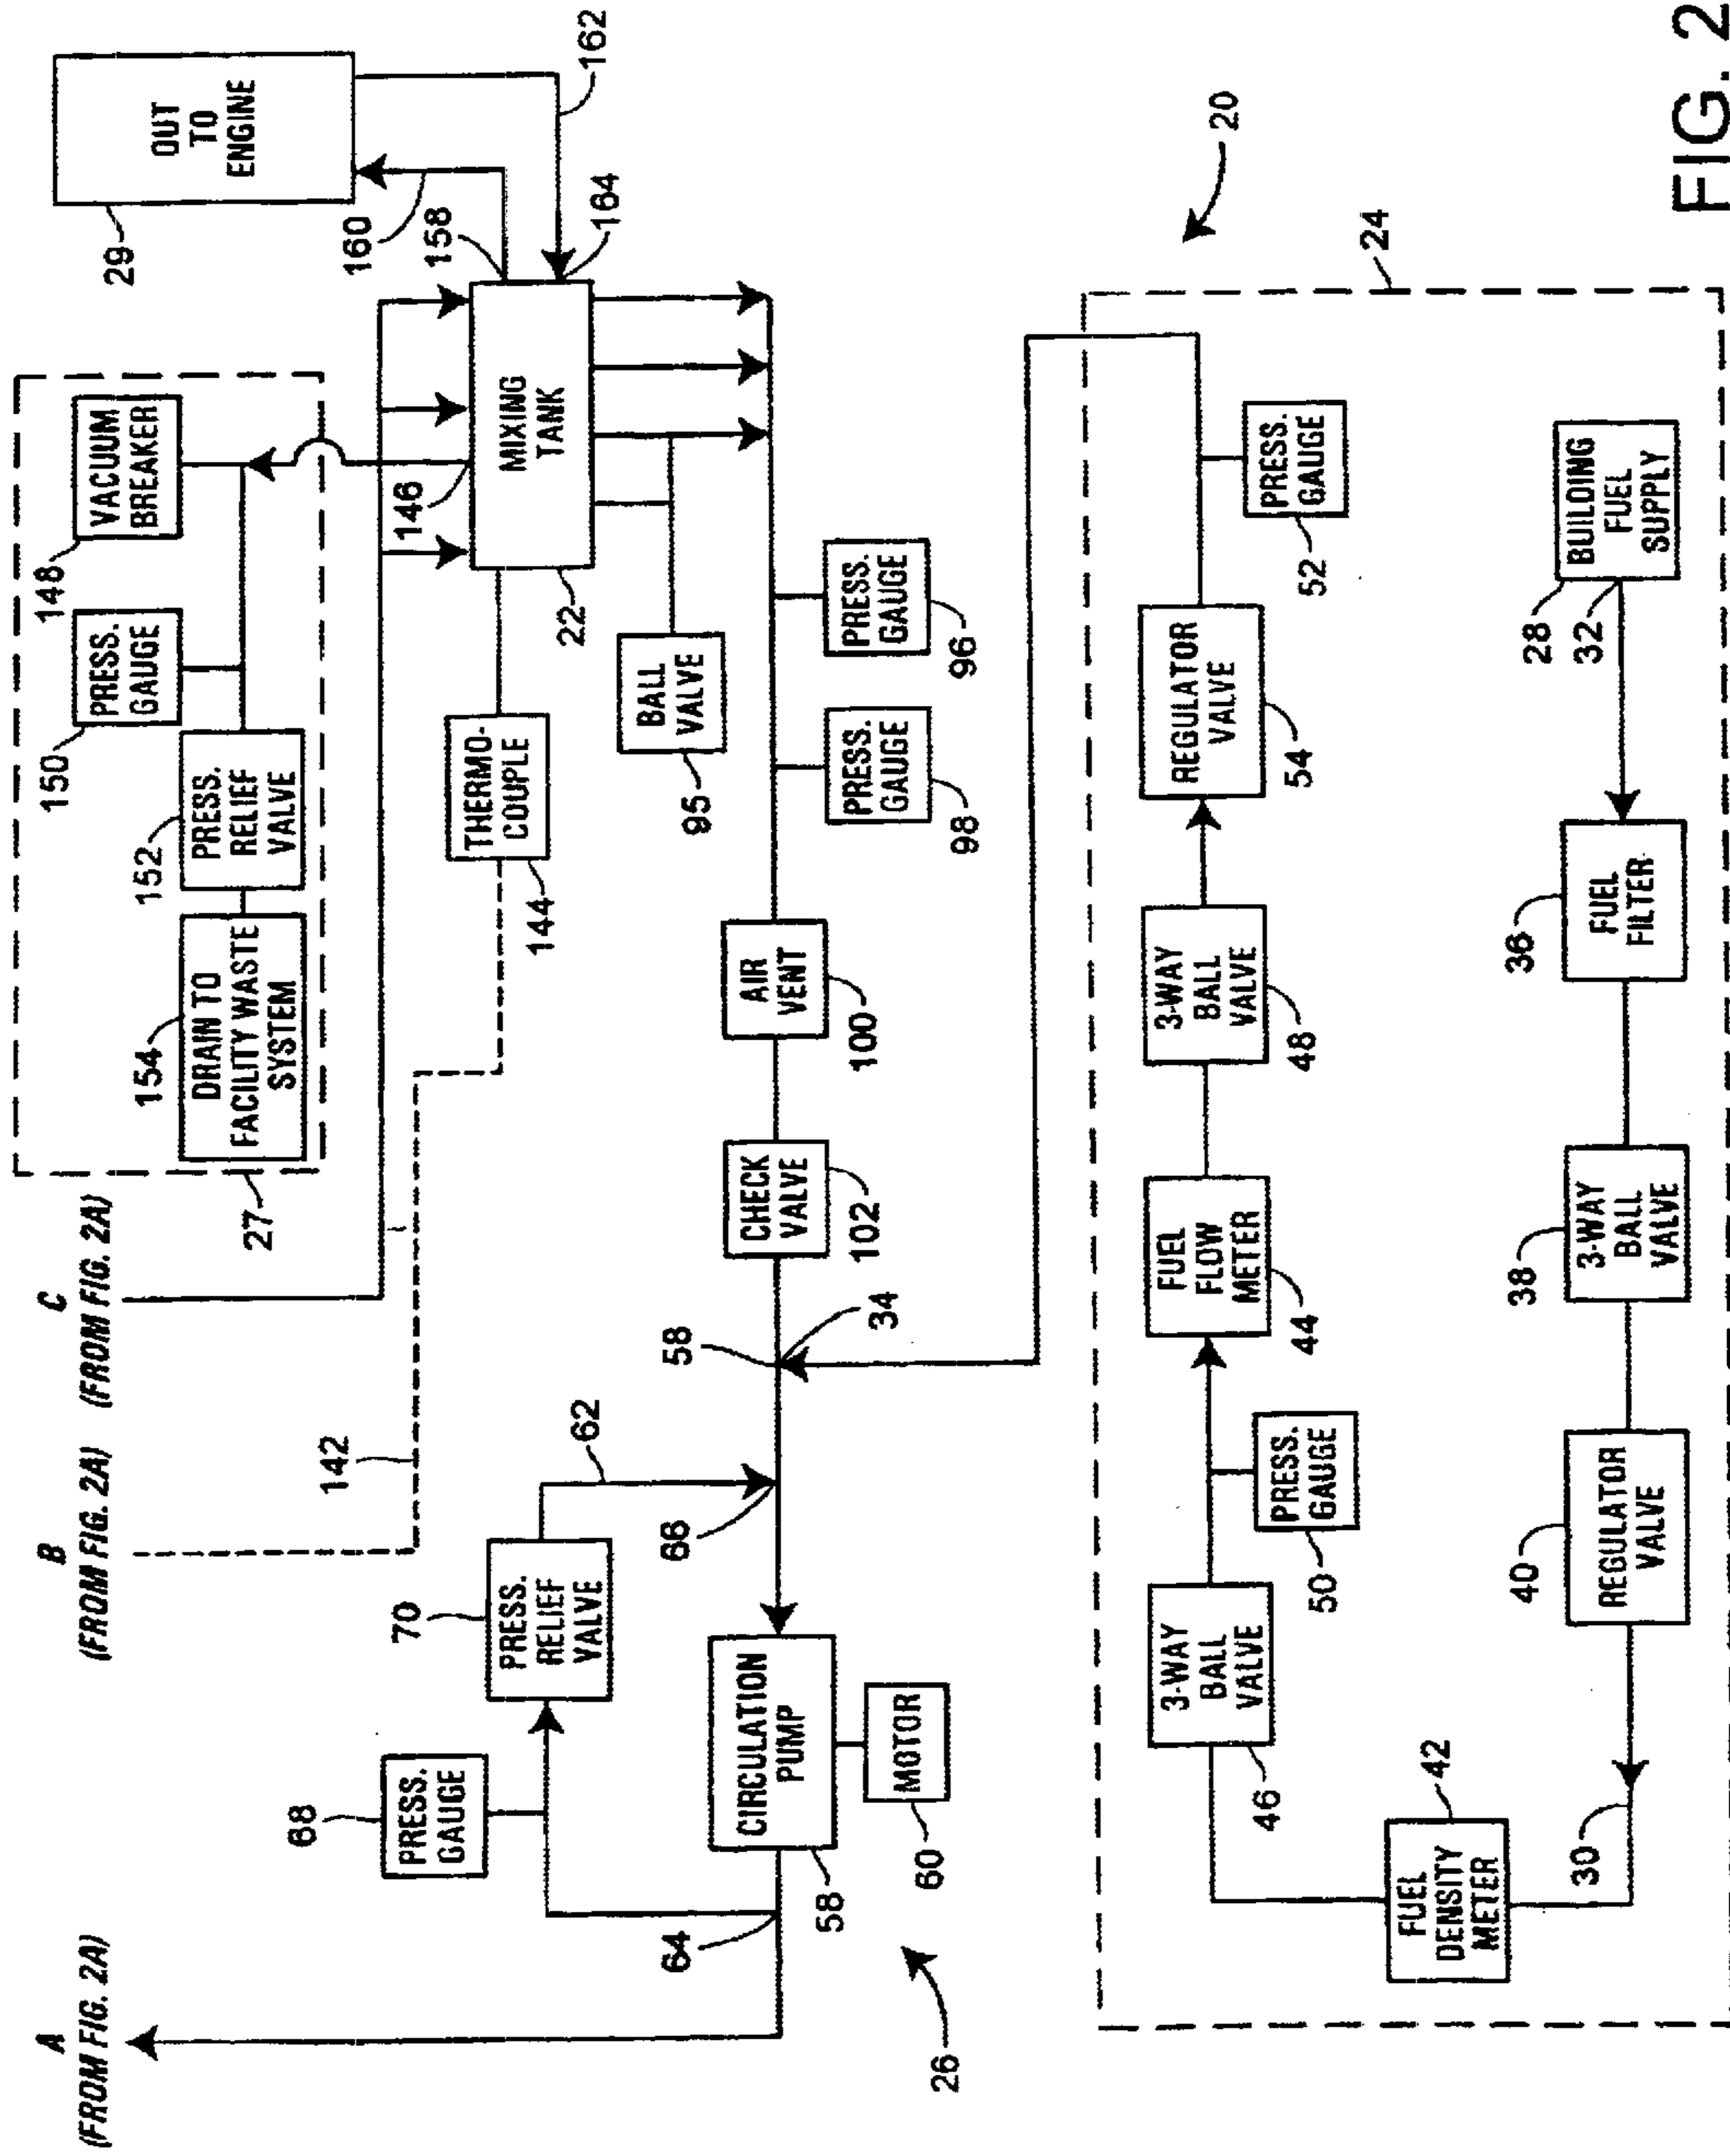 A
(FROM FIG. 2A)
B
(FROM FIG. 2A)
C
(FROM FIG. 2A)
27
154
DRAIN TO
FACILITY WASTE
SYSTEM
152
PRESS.
RELIEF
VALVE
150
PRESS.
GAUGE
148
VACUUM
BREAKER
29
OUT
TO
ENGINE
160
162
158
164
146
MIXING
TANK
22
142
THERMO-
COUPLE
144
BALL
VALVE
95
PRESS.
GAUGE
96
PRESS.
GAUGE
98
AIR
VENT
100
CHECK
VALVE
102
58
34
62
66
70
PRESS.
RELIEF
VALVE
68
PRESS.
GAUGE
64
CIRCULATION
PUMP
58
MOTOR
60
26
20
24
3-WAY
BALL
VALVE
46
PRESS.
GAUGE
50
FUEL
FLOW
METER
44
3-WAY
BALL
VALVE
48
REGULATOR
VALVE
54
PRESS.
GAUGE
52
FUEL
DENSITY
METER
42
30
40
REGULATOR
VALVE
38
3-WAY
BALL
VALVE
36
FUEL
FILTER
28
32
BUILDING
FUEL
SUPPLY
FIG. 2